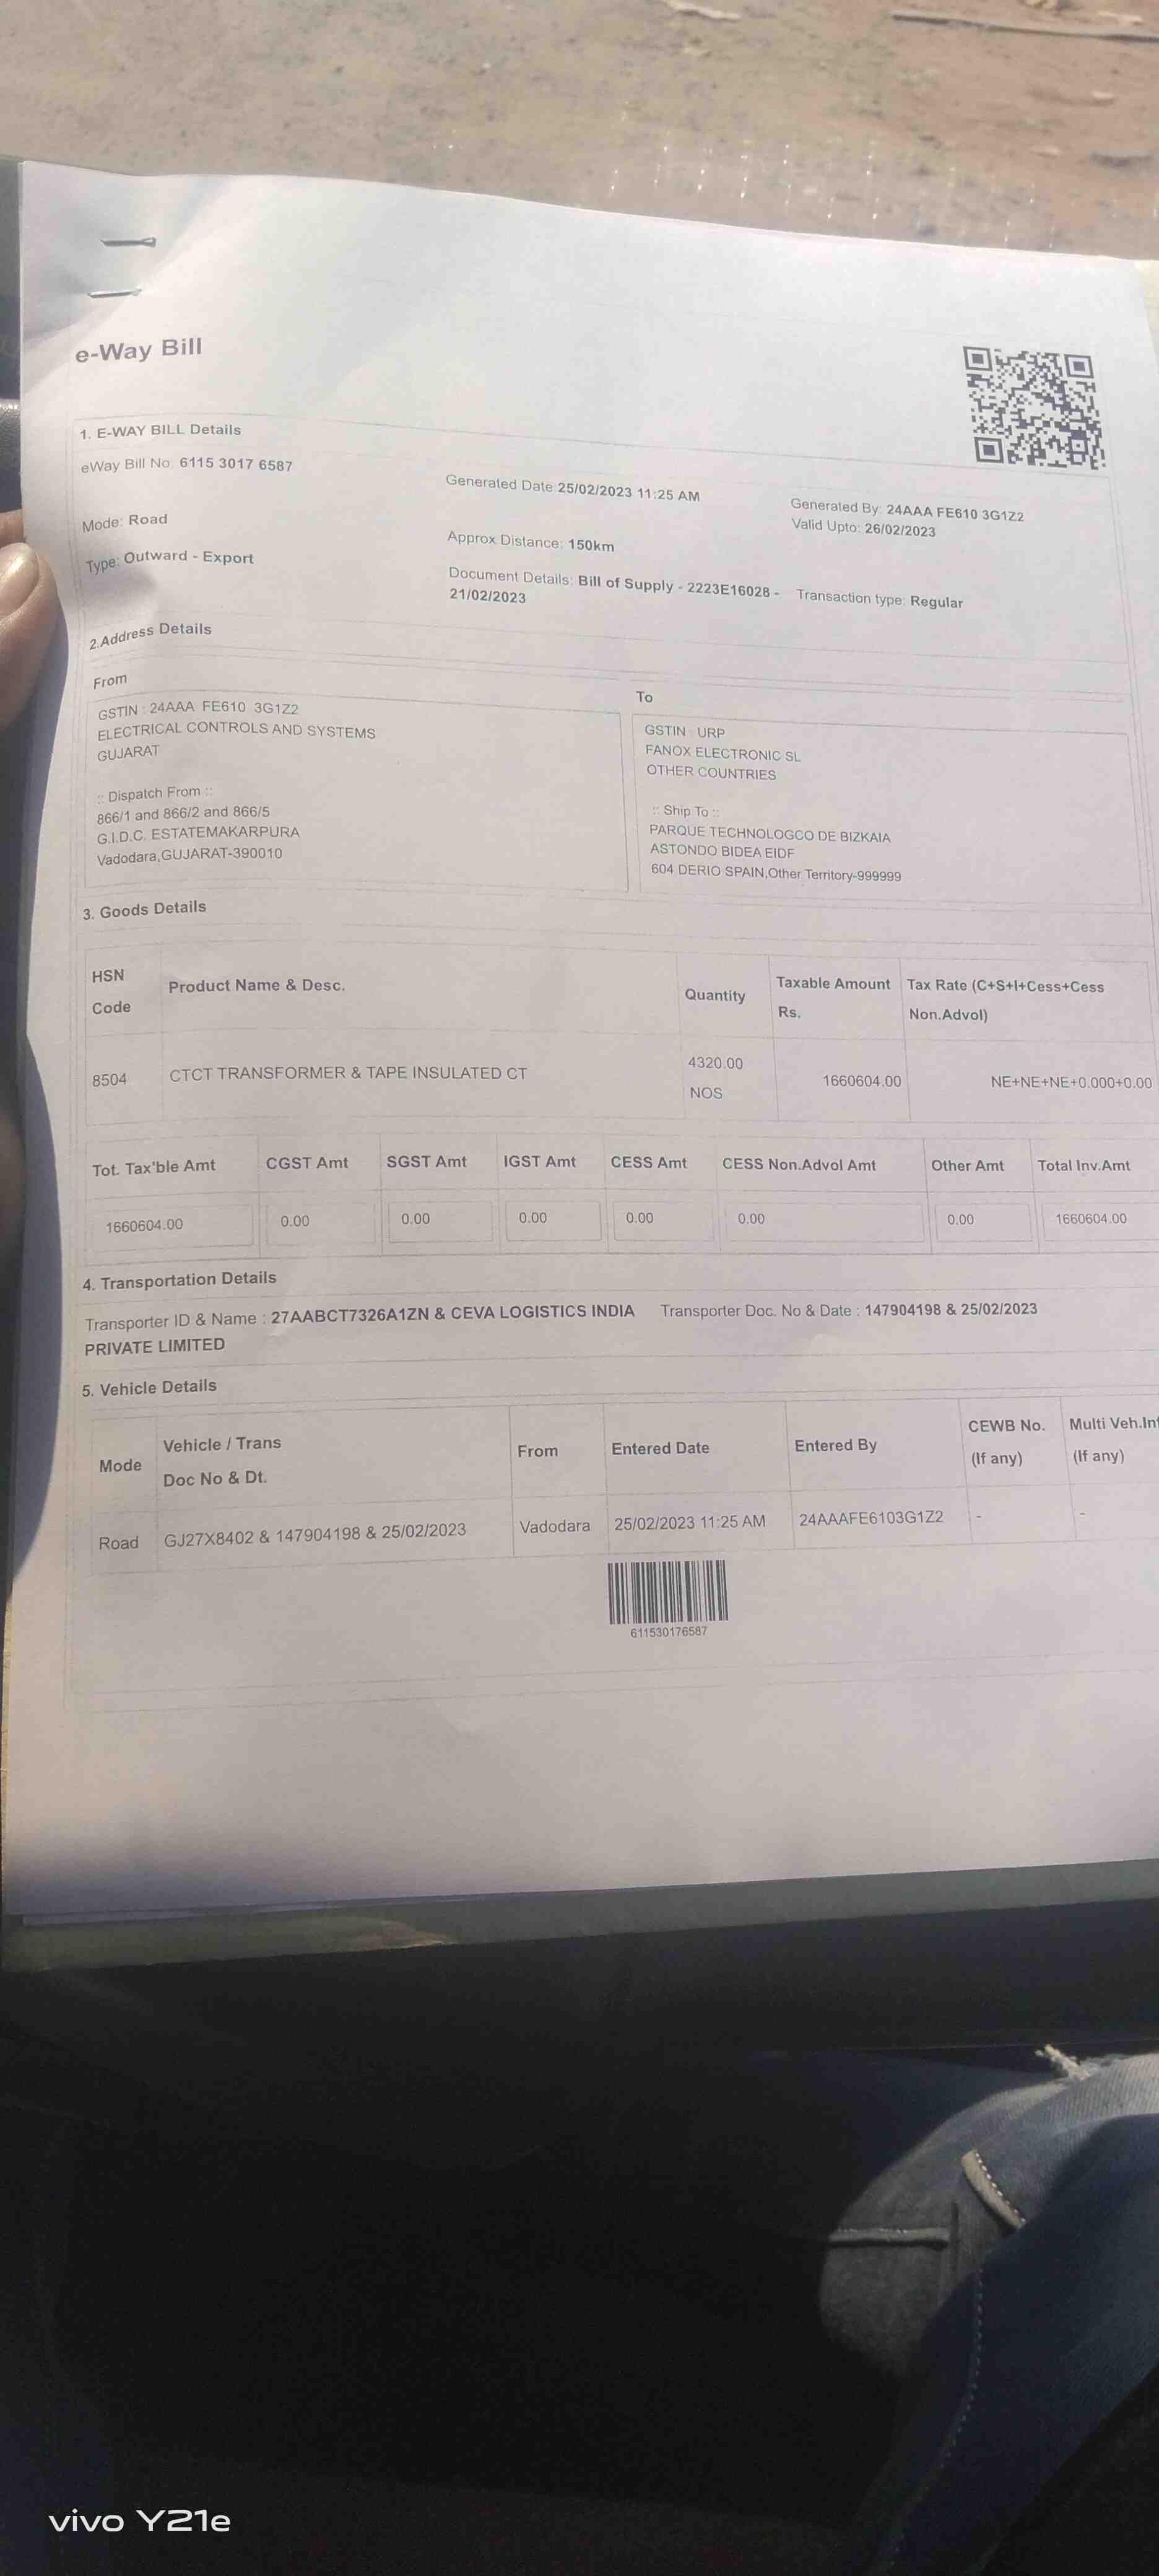 e-Way Bill
1. E-WAY BILL Details
eWay Bill No: 6115 3017 6587
Generated Date:25/02/2023 11:25 AM
Generated By: 24AAA FE610 3G1Z2
Valid Upto: 26/02/2023
Mode: Road
Approx Distance: 150km
Type: Outward - Export
Document Details: Bill of Supply - 2223E16028 -
21/02/2023
Transaction type: Regular
2.Address Details
From
GSTIN : 24AAA FE610 3G1Z2
ELECTRICAL CONTROLS AND SYSTEMS
GUJARAT
:: Dispatch From ::
866/1 and 866/2 and 866/5
G.I.D.C. ESTATEMAKARPURA
Vadodara,GUJARAT-390010
To
GSTIN : URP
FANOX ELECTRONIC SL
OTHER COUNTRIES
:: Ship To ::
PARQUE TECHNOLOGCO DE BIZKAIA
ASTONDO BIDEA EIDF
604 DERIO SPAIN,Other Territory-999999
3. Goods Details
HSN
Code
Product Name & Desc.
Quantity
Taxable Amount
Rs.
Tax Rate (C+S+I+Cess+Cess
Non.Advol)
8504
CTCT TRANSFORMER & TAPE INSULATED CT
4320.00
NOS
1660604.00
NE+NE+NE+0.000+0.00
Tot. Tax'ble Amt CGST Amt SGST Amt IGST Amt CESS Amt CESS Non.Advol Amt Other Amt Total Inv.Amt
1660604.00 0.00 0.00 0.00 0.00 0.00 0.00 1660604.00
4. Transportation Details
Transporter ID & Name : 27AABCT7326A1ZN & CEVA LOGISTICS INDIA
PRIVATE LIMITED
Transporter Doc. No & Date : 147904198 & 25/02/2023
5. Vehicle Details
Mode
Vehicle / Trans
Doc No & Dt.
From
Entered Date
Entered By
CEWB No.
(If any)
Multi Veh.Inf
(If any)
Road GJ27X8402 & 147904198 & 25/02/2023 Vadodara 25/02/2023 11:25 AM 24AAAFE6103G1Z2 - -
611530176587
vivo Y21e